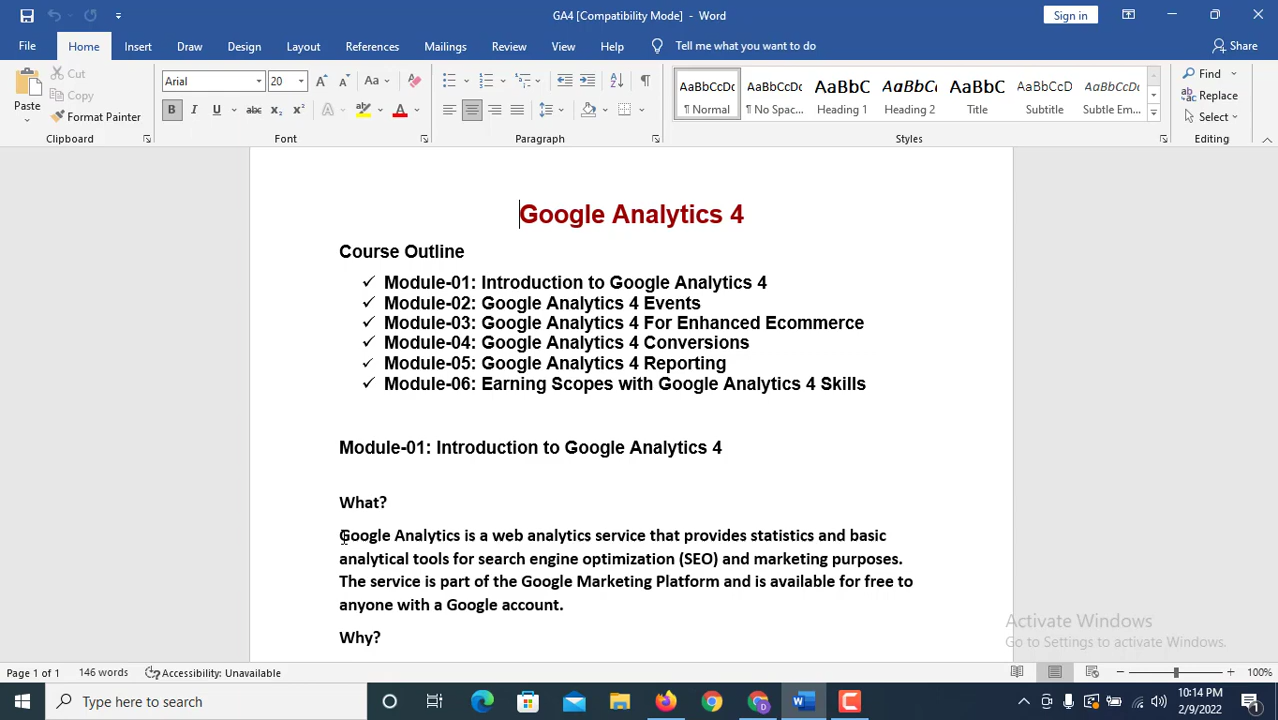 GA4 [Compatibility Mode] - Word
Sign in
File Home Insert Draw Design Layout References Mailings Review View Help Tell me what you want to do Share
Paste
Cut
Copy
Format Painter
Clipboard
Arial 20
Font
Paragraph
AaBbCcDc AaBbCcDc AaBbC AaBbCc AaBbC AaBbCcD AaBbCcDc
¶ Normal ¶ No Spac... Heading 1 Heading 2 Title Subtitle Subtle Em...
Styles
Find
Replace
Select
Editing
Google Analytics 4
Course Outline
✓ Module-01: Introduction to Google Analytics 4
✓ Module-02: Google Analytics 4 Events
✓ Module-03: Google Analytics 4 For Enhanced Ecommerce
✓ Module-04: Google Analytics 4 Conversions
✓ Module-05: Google Analytics 4 Reporting
✓ Module-06: Earning Scopes with Google Analytics 4 Skills
Module-01: Introduction to Google Analytics 4
What?
Google Analytics is a web analytics service that provides statistics and basic
analytical tools for search engine optimization (SEO) and marketing purposes.
The service is part of the Google Marketing Platform and is available for free to
anyone with a Google account.
Why?
Activate Windows
Go to Settings to activate Windows.
Page 1 of 1 146 words Accessibility: Unavailable 100%
Type here to search
10:14 PM
2/9/2022